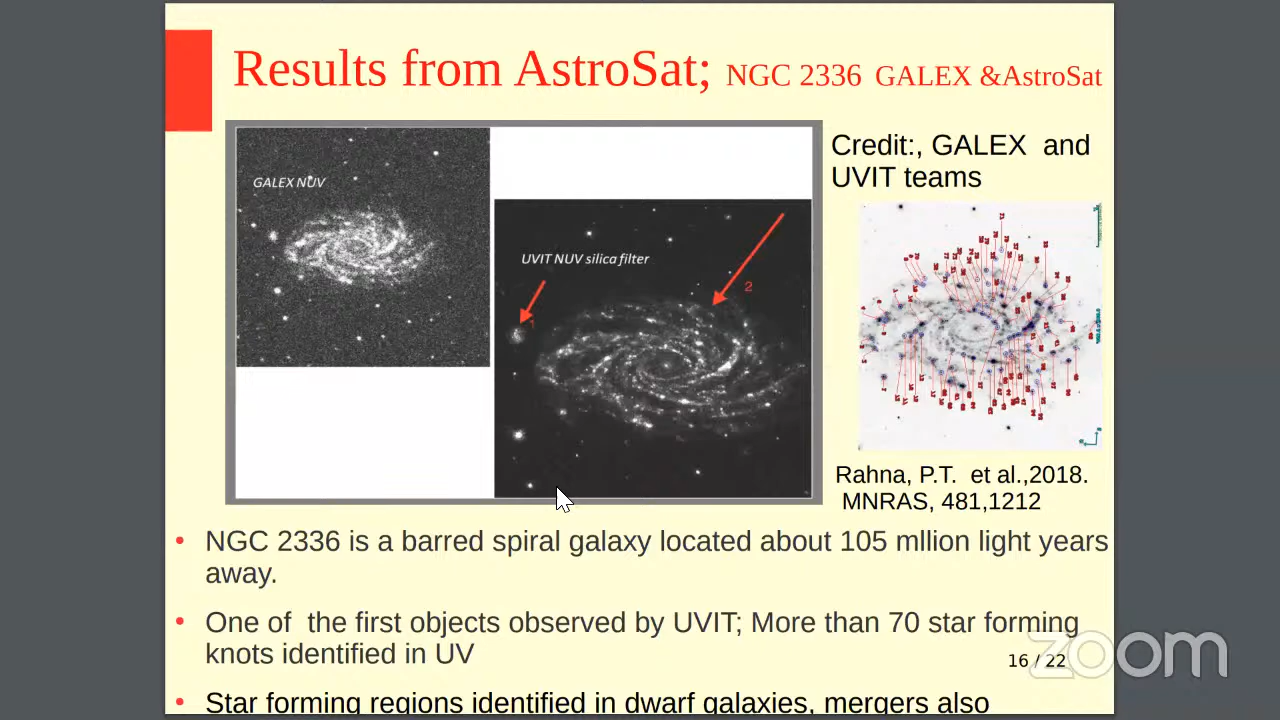 Results from AstroSat; NGC 2336 GALEX &AstroSat
GALEX NUV
UVIT NUV silica filter
1
2
Credit:, GALEX and
UVIT teams
Rahna, P.T. et al.,2018.
MNRAS, 481,1212
• NGC 2336 is a barred spiral galaxy located about 105 mllion light years
away.
• One of the first objects observed by UVIT; More than 70 star forming
knots identified in UV
16 / 22
zoom
• Star forming regions identified in dwarf galaxies, mergers also